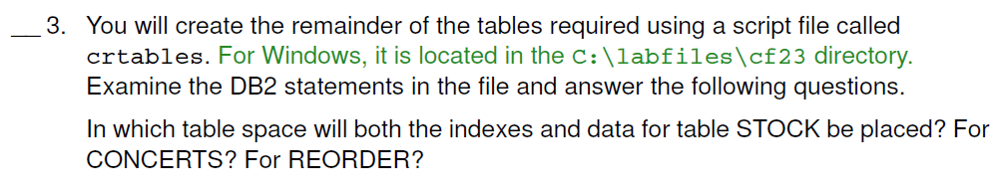 __ 3. You will create the remainder of the tables required using a script file called
crtables. For Windows, it is located in the C:\labfiles\cf23 directory.
Examine the DB2 statements in the file and answer the following questions.
In which table space will both the indexes and data for table STOCK be placed? For
CONCERTS? For REORDER?